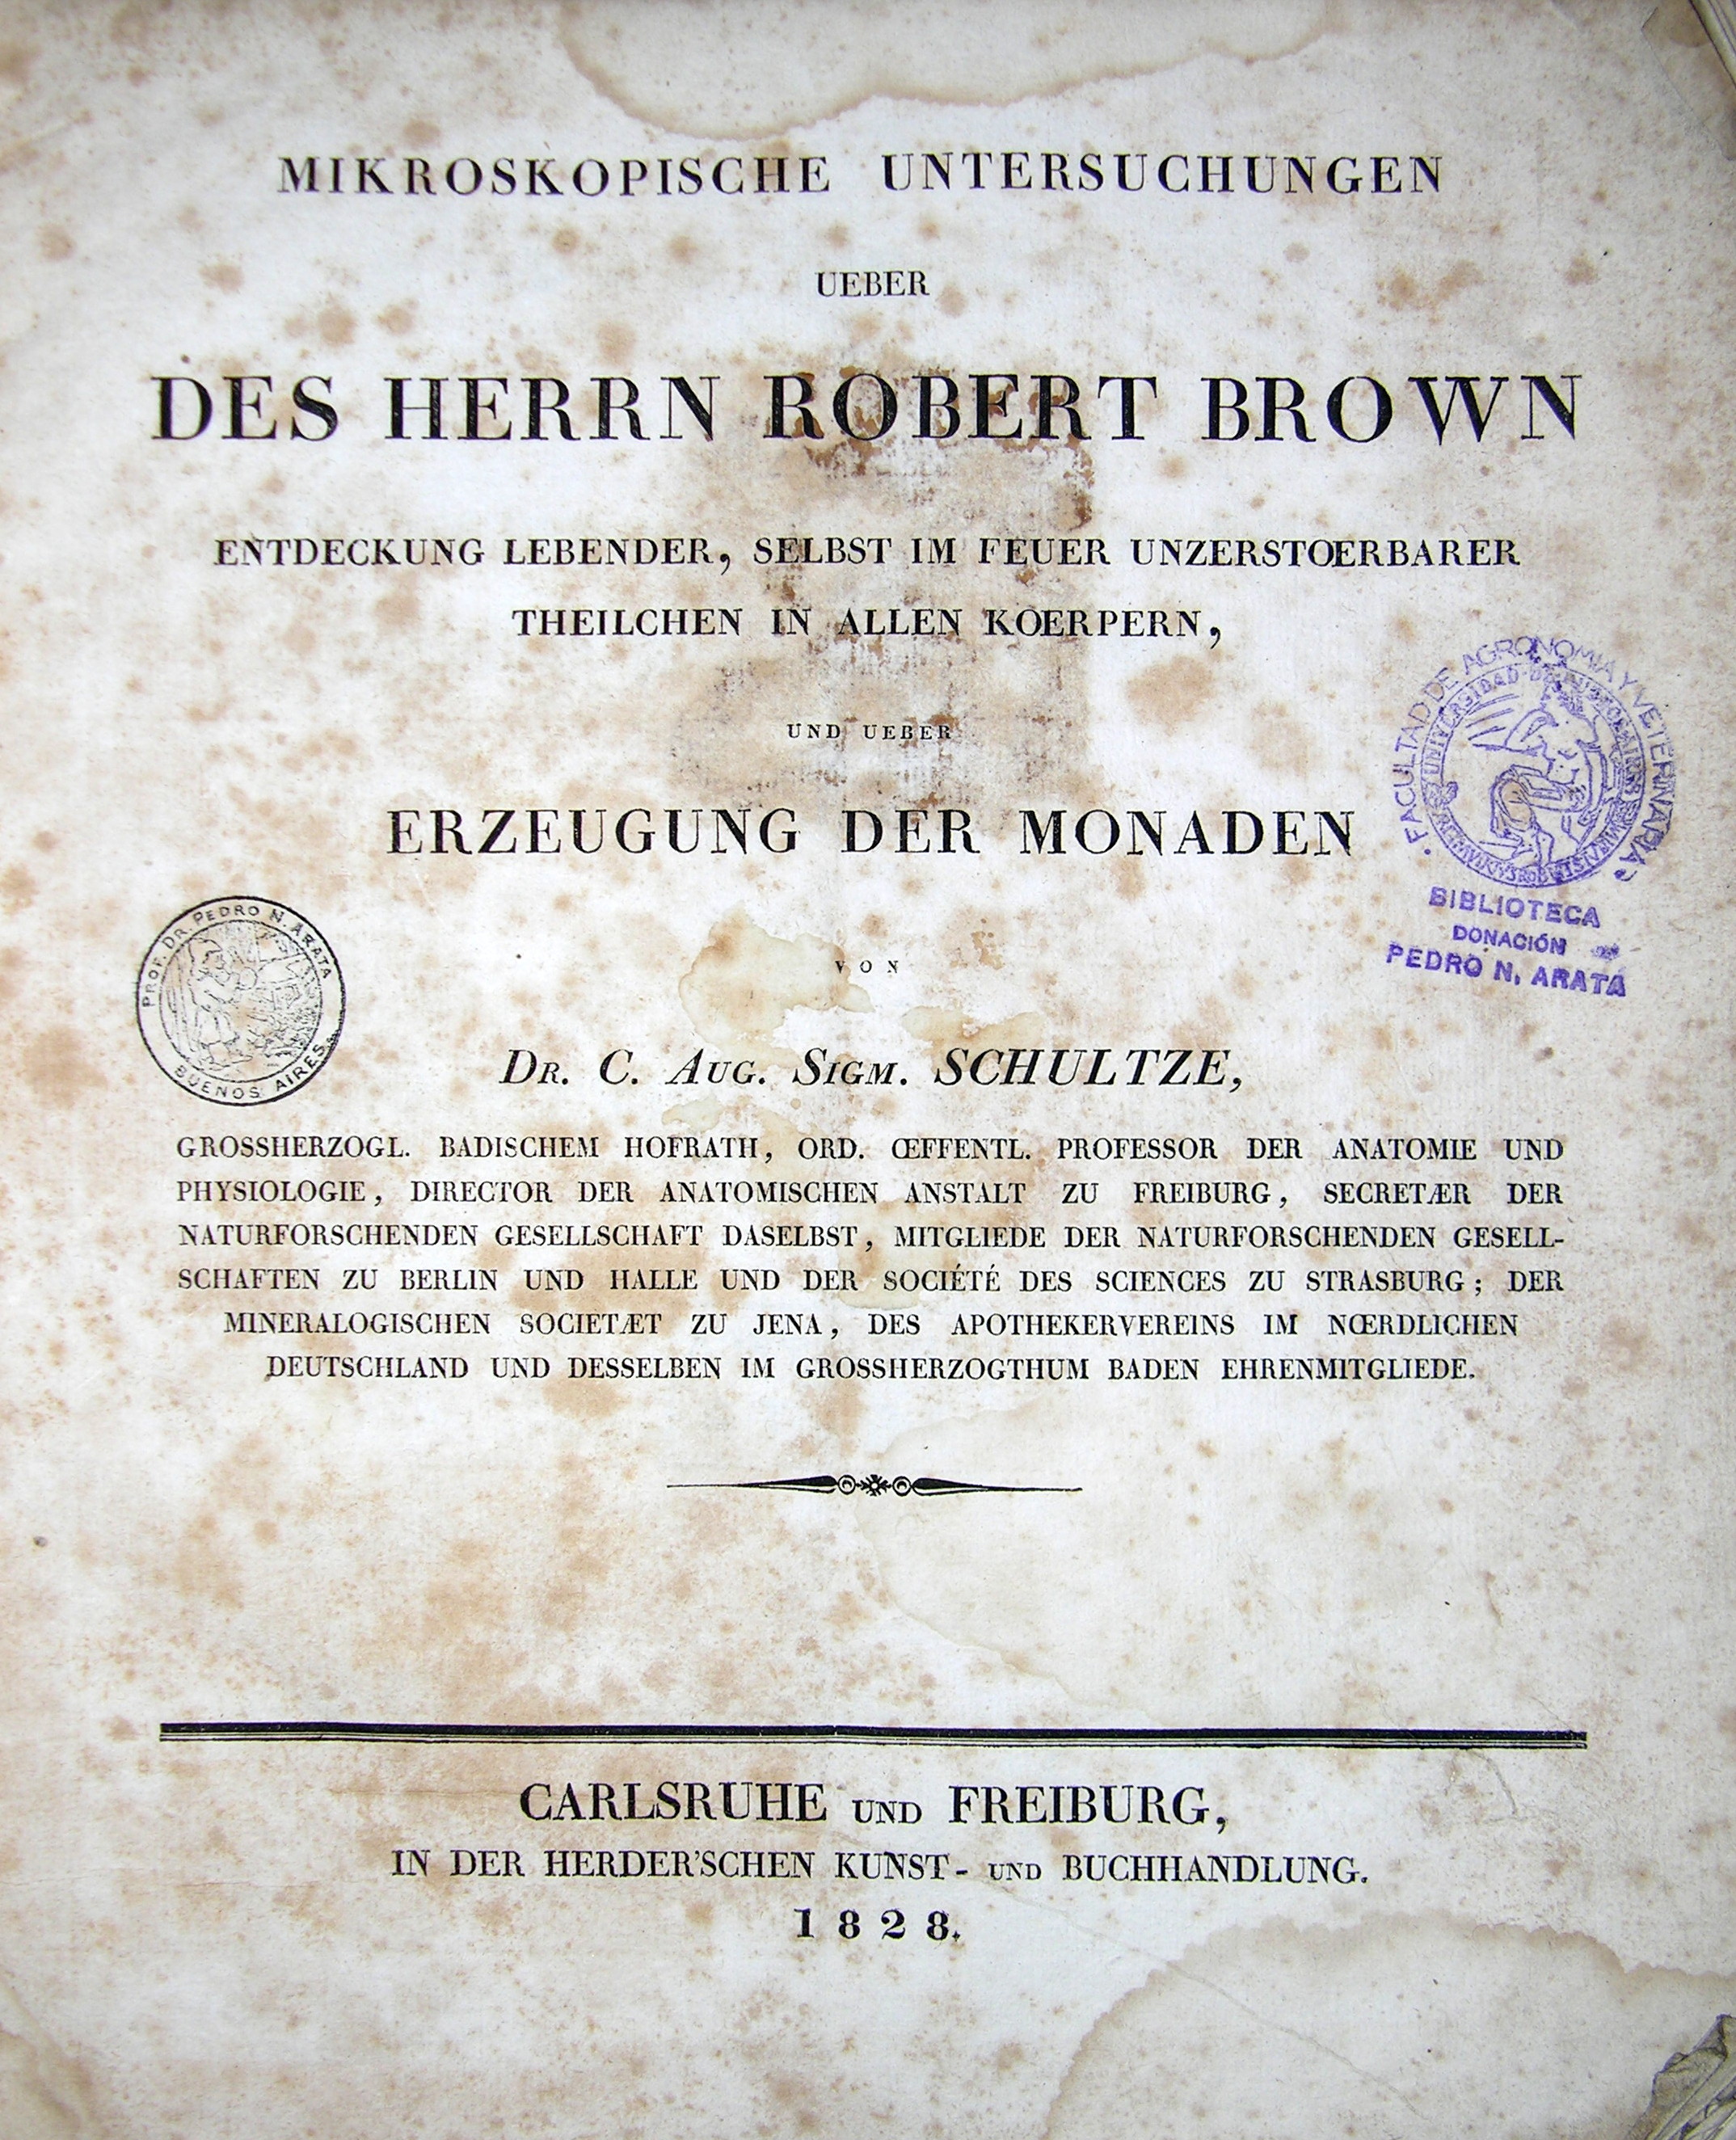 MIKROSKOPISCHE UNTERSUCHUNGEN
UEBER
DES HERRN ROBERT BROWN
ENTDECKUNG LEBENDER, SELBST IM FEUER UNZERSTOERBARER
THEILCHEN IN ALLEN KOERPERN,
UND UEBER
ERZEUGUNG DER MONADEN
FACULTAD DE AGRONOMIA Y VETERINARIA
UNIVERSIDAD DE BUENOS AIRES
BIBLIOTECA
DONACIÓN
PEDRO N. ARATA
PROF. DR. PEDRO N. ARATA
BUENOS AIRES
VON
DR. C. AUG. SIGM. SCHULTZE,
GROSSHERZOGL. BADISCHEM HOFRATH, ORD. ŒFFENTL. PROFESSOR DER ANATOMIE UND
PHYSIOLOGIE, DIRECTOR DER ANATOMISCHEN ANSTALT ZU FREIBURG, SECRETÆR DER
NATURFORSCHENDEN GESELLSCHAFT DASELBST, MITGLIEDE DER NATURFORSCHENDEN GESELL-
SCHAFTEN ZU BERLIN UND HALLE UND DER SOCIÉTÉ DES SCIENCES ZU STRASBURG; DER
MINERALOGISCHEN SOCIETÆT ZU JENA, DES APOTHEKERVEREINS IM NŒRDLICHEN
DEUTSCHLAND UND DESSELBEN IM GROSSHERZOGTHUM BADEN EHRENMITGLIEDE.
CARLSRUHE UND FREIBURG,
IN DER HERDER'SCHEN KUNST- UND BUCHHANDLUNG.
1828.